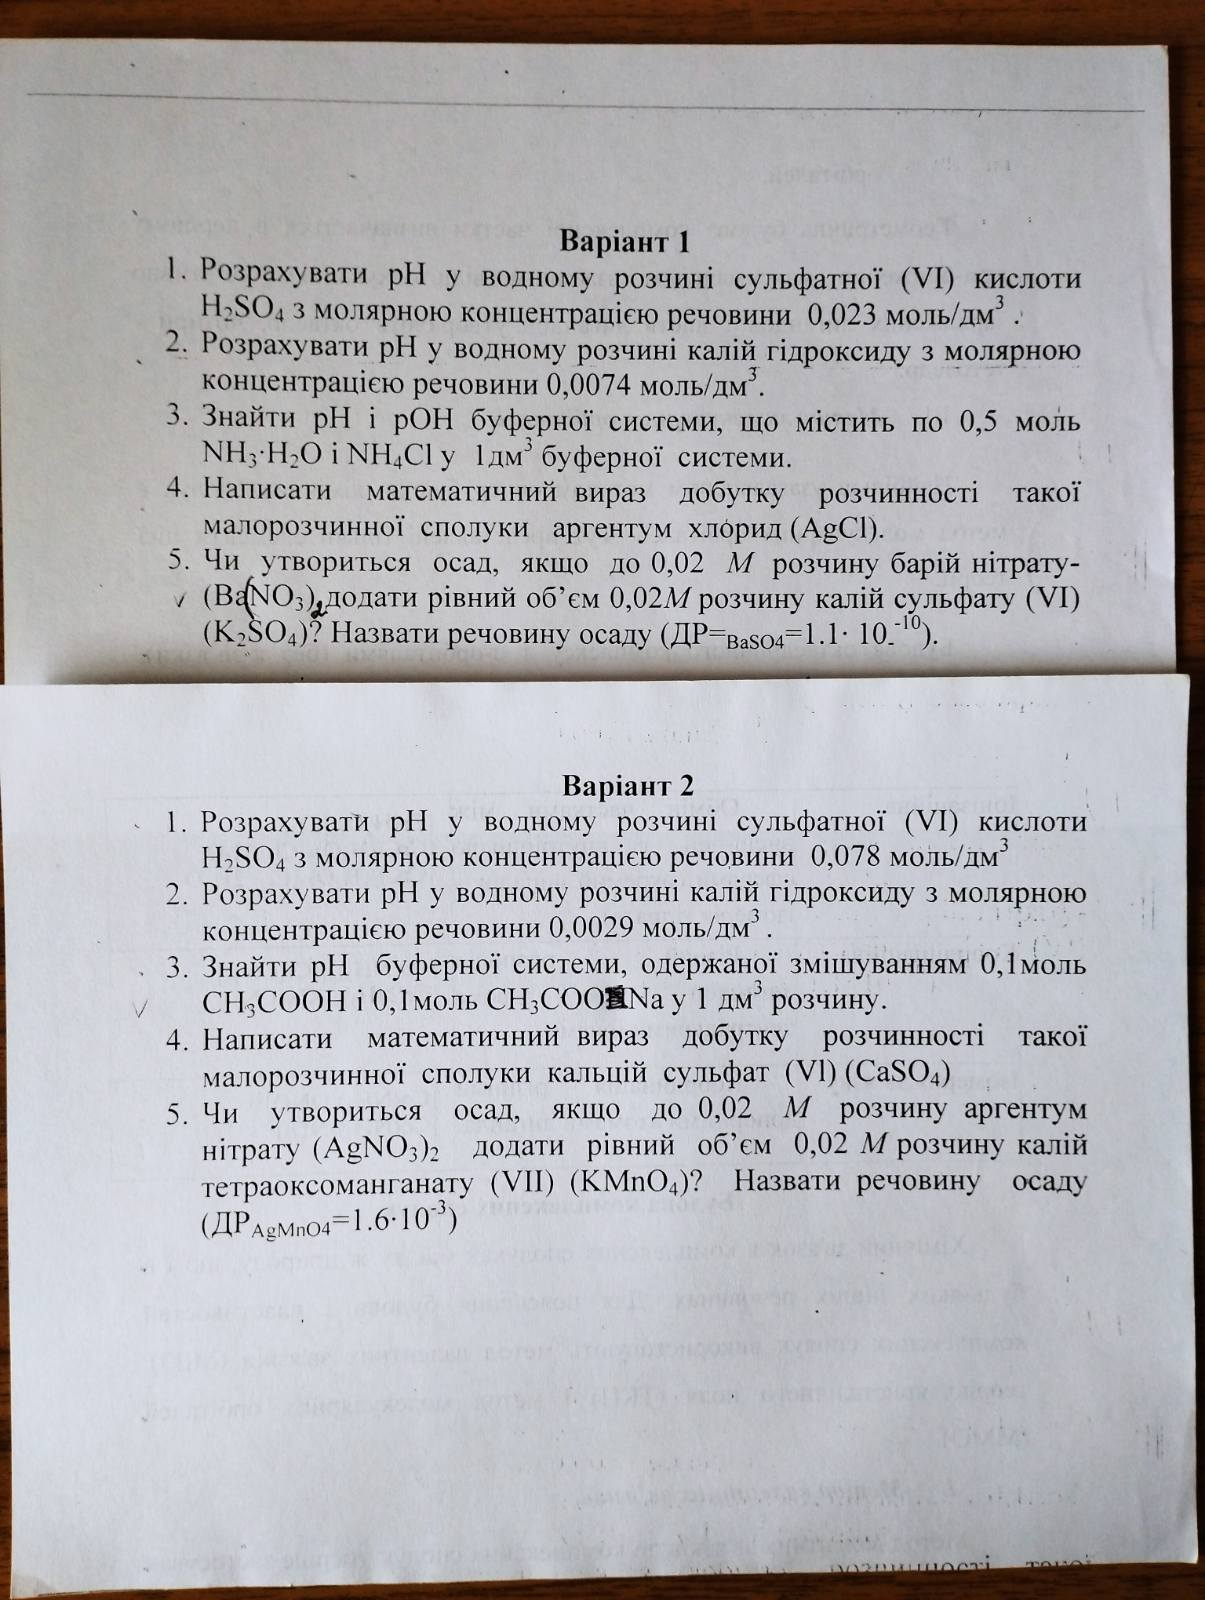 Варіант 1
1. Розрахувати pH у водному розчині сульфатної (VI) кислоти
H₂SO₄ з молярною концентрацією речовини 0,023 моль/дм³ .
2. Розрахувати pH у водному розчині калій гідроксиду з молярною
концентрацією речовини 0,0074 моль/дм³.
3. Знайти pH і pOH буферної системи, що містить по 0,5 моль
NH₃·H₂O і NH₄Cl у 1дм³ буферної системи.
4. Написати математичний вираз добутку розчинності такої
малорозчинної сполуки аргентум хлорид (AgCl).
5. Чи утвориться осад, якщо до 0,02 М розчину барій нітрату-
✓ (Ba(NO₃)₂ додати рівний об’єм 0,02М розчину калій сульфату (VI)
(K₂SO₄)? Назвати речовину осаду (ДР=BaSO4=1.1· 10.⁻¹⁰).
Варіант 2
1. Розрахувати pH у водному розчині сульфатної (VI) кислоти
H₂SO₄ з молярною концентрацією речовини 0,078 моль/дм³
2. Розрахувати pH у водному розчині калій гідроксиду з молярною
концентрацією речовини 0,0029 моль/дм³ .
3. Знайти pH буферної системи, одержаної змішуванням 0,1моль
✓ CH₃COOH і 0,1моль CH₃COONa у 1 дм³ розчину.
4. Написати математичний вираз добутку розчинності такої
малорозчинної сполуки кальцій сульфат (VI) (CaSO₄)
5. Чи утвориться осад, якщо до 0,02 М розчину аргентум
нітрату (AgNO₃)₂ додати рівний об’єм 0,02 М розчину калій
тетраоксоманганату (VII) (KMnO₄)? Назвати речовину осаду
(ДР AgMnO4=1.6·10⁻³)